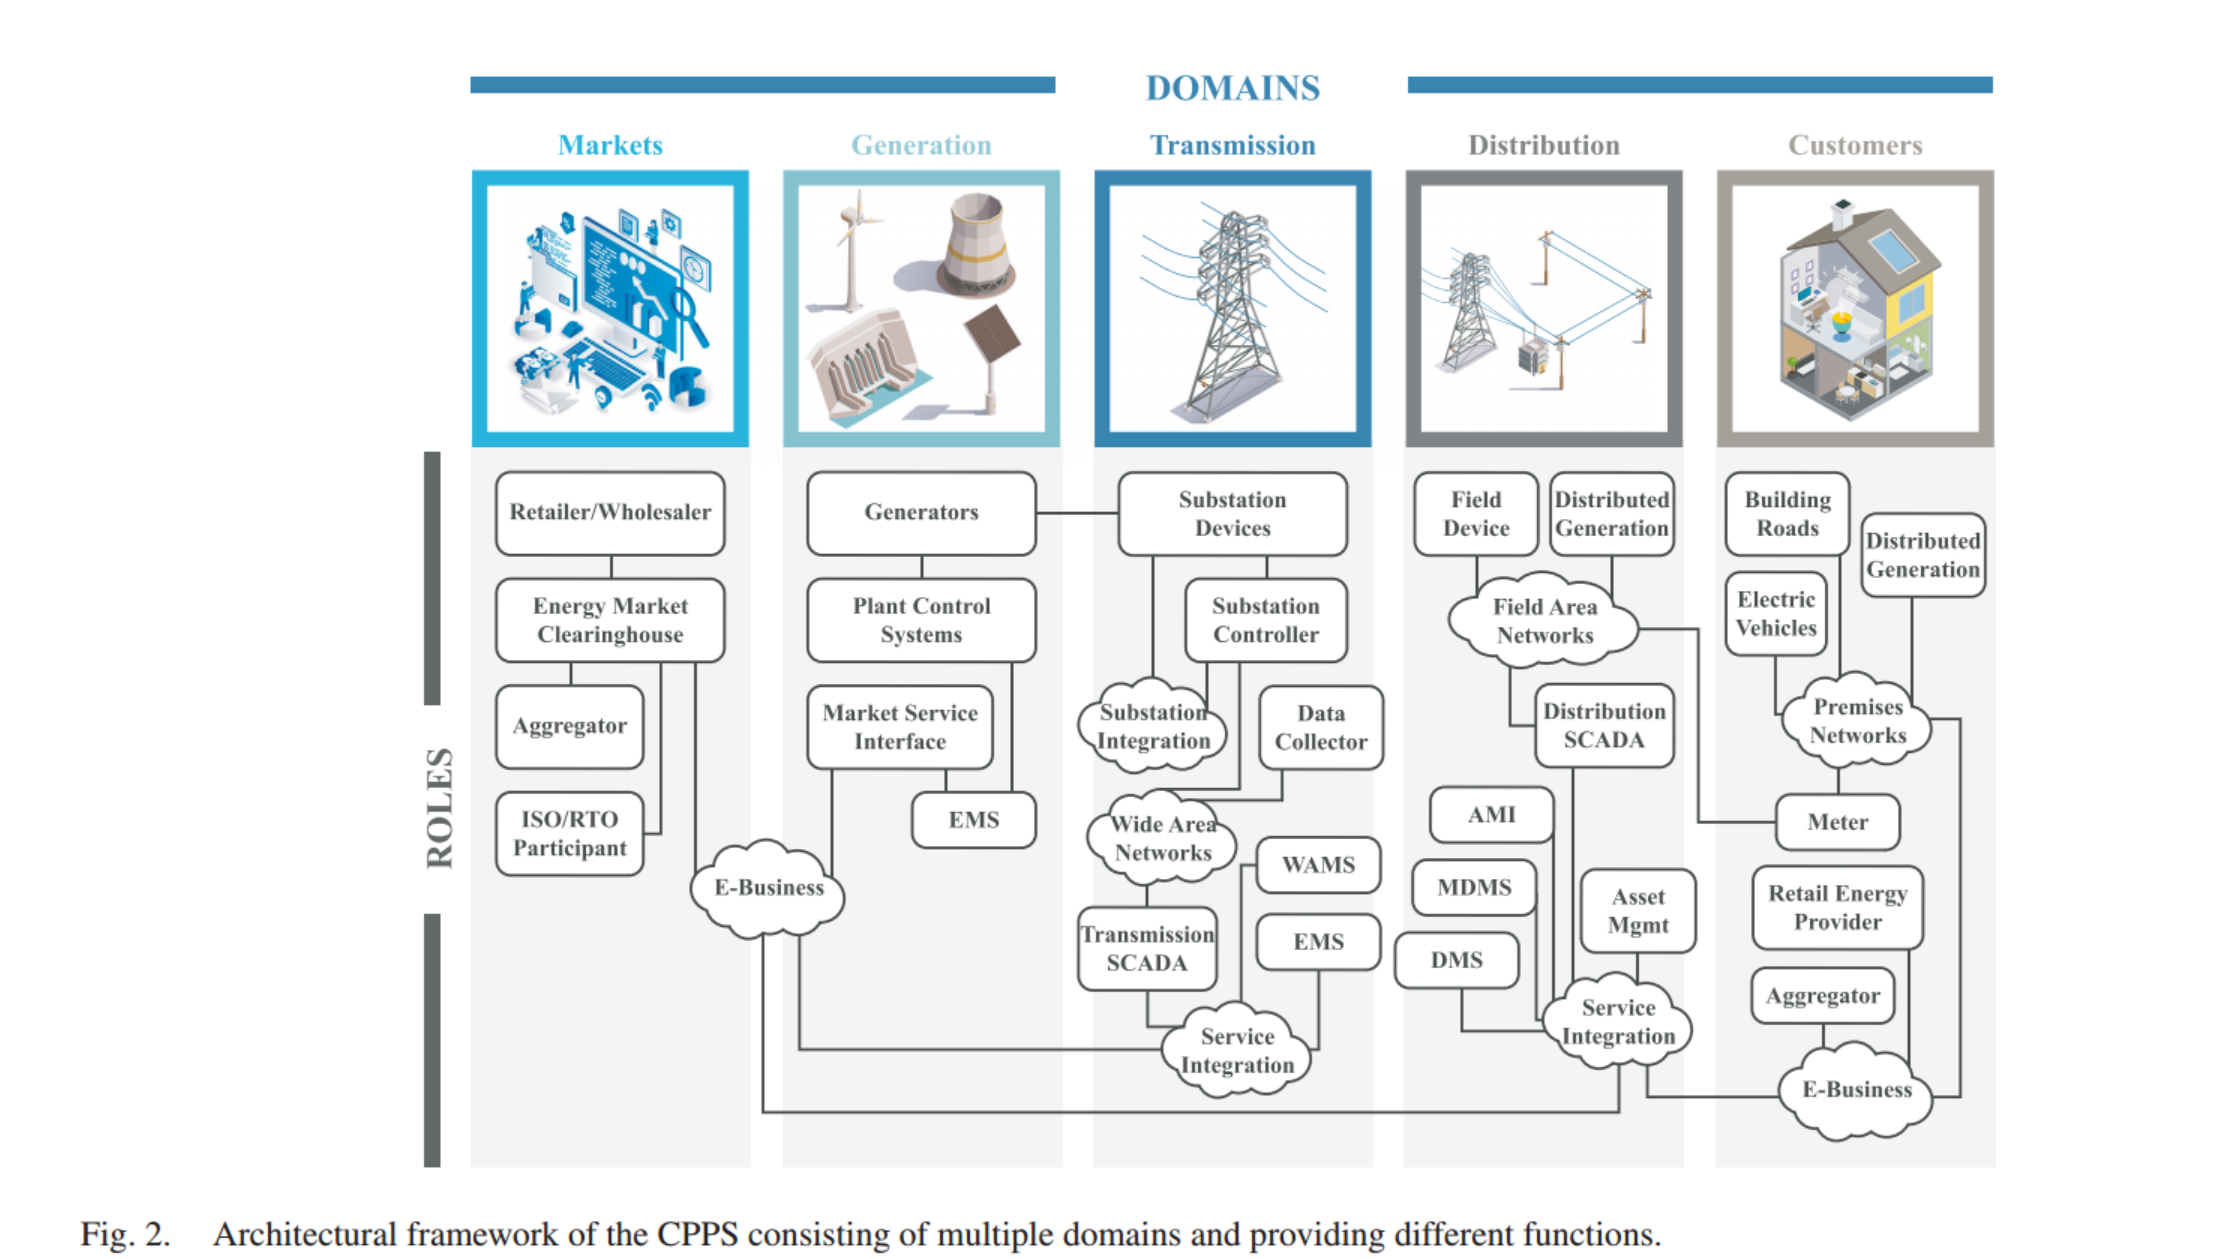 DOMAINS
Markets
Generation
Transmission
Distribution
Customers
ROLES
Retailer/Wholesaler
Energy Market
Clearinghouse
Aggregator
ISO/RTO
Participant
E-Business
Generators
Plant Control
Systems
Market Service
Interface
EMS
Substation
Devices
Substation
Controller
Substation
Integration
Data
Collector
Wide Area
Networks
WAMS
Transmission
SCADA
EMS
Service
Integration
Field
Device
Distributed
Generation
Field Area
Networks
Distribution
SCADA
AMI
MDMS
Asset
Mgmt
DMS
Service
Integration
Building
Roads
Distributed
Generation
Electric
Vehicles
Premises
Networks
Meter
Retail Energy
Provider
Aggregator
E-Business
Fig. 2. Architectural framework of the CPPS consisting of multiple domains and providing different functions.